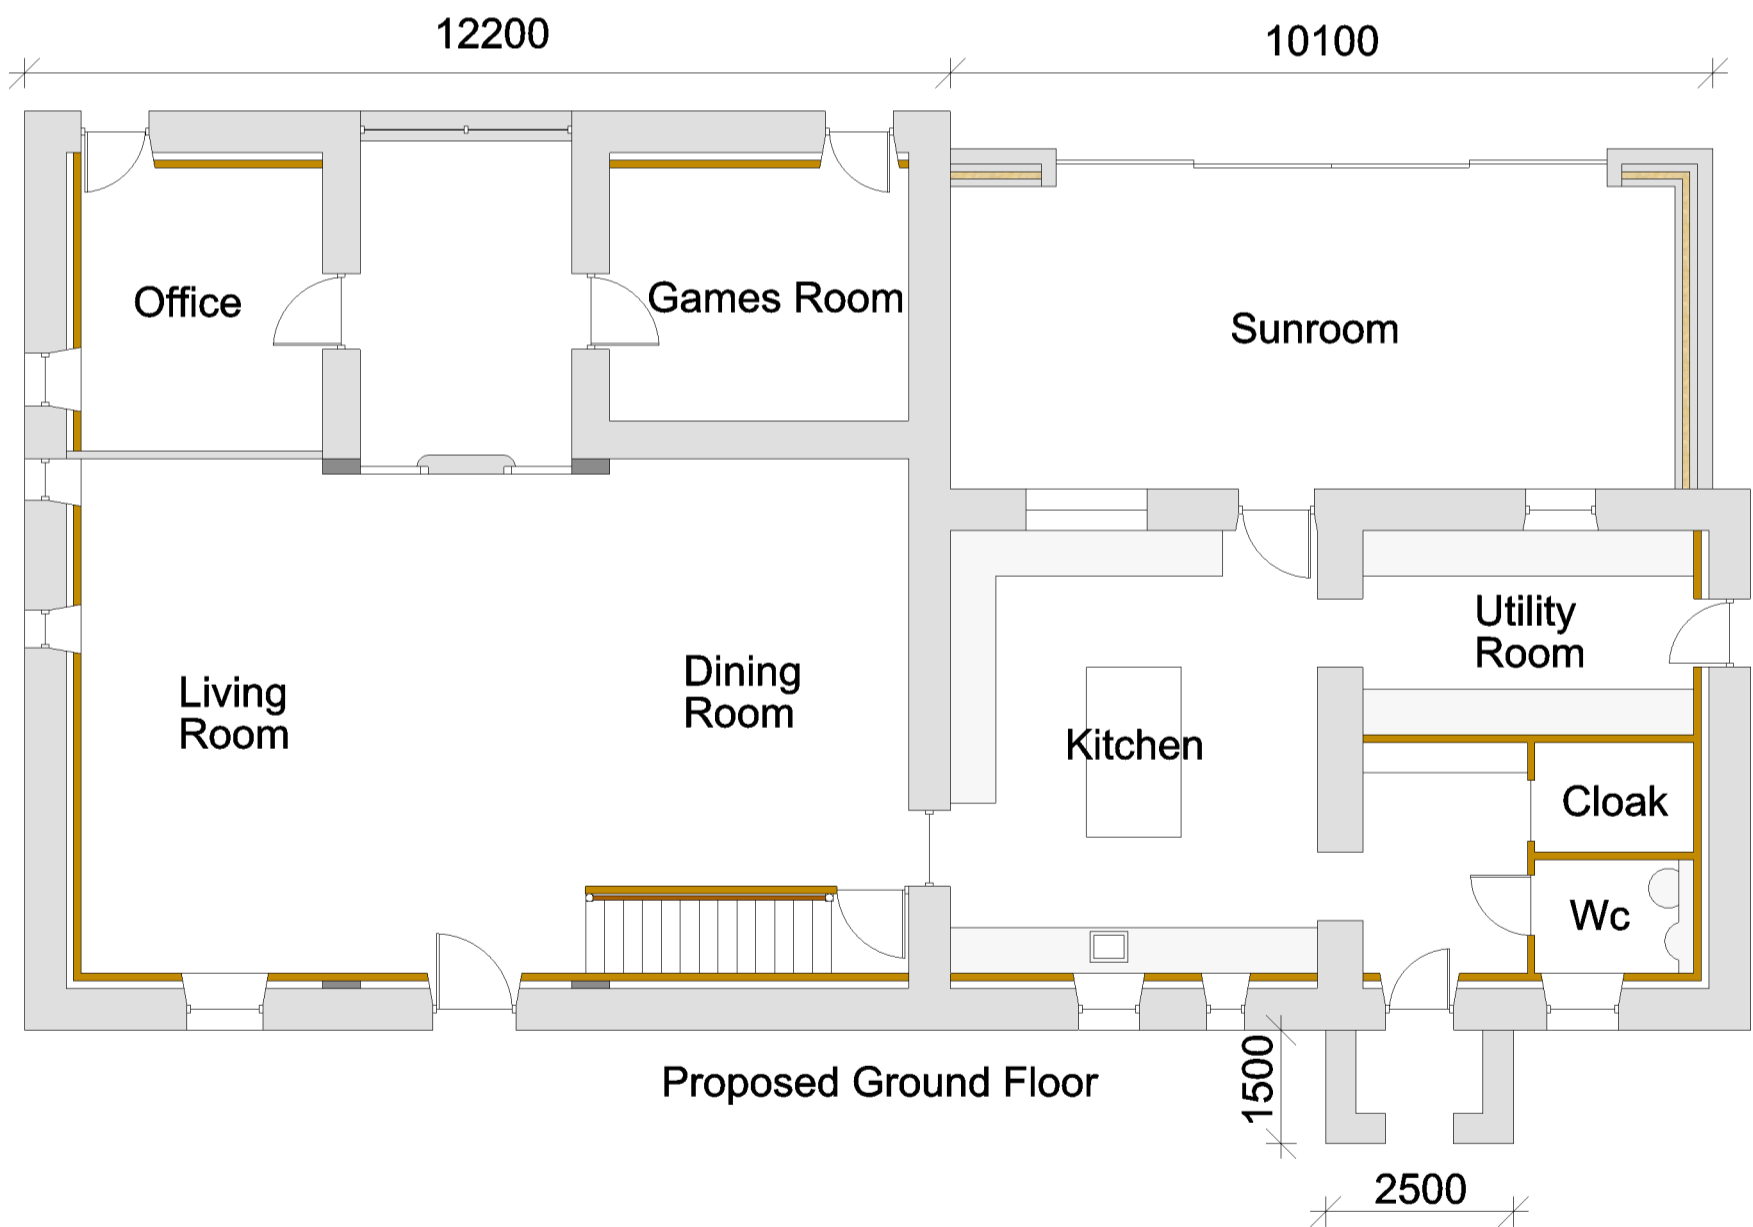 12200
10100
Office
Games Room
Sunroom
Utility
Room
Living
Room
Dining
Room
Kitchen
Cloak
Wc
Proposed Ground Floor
1500
2500